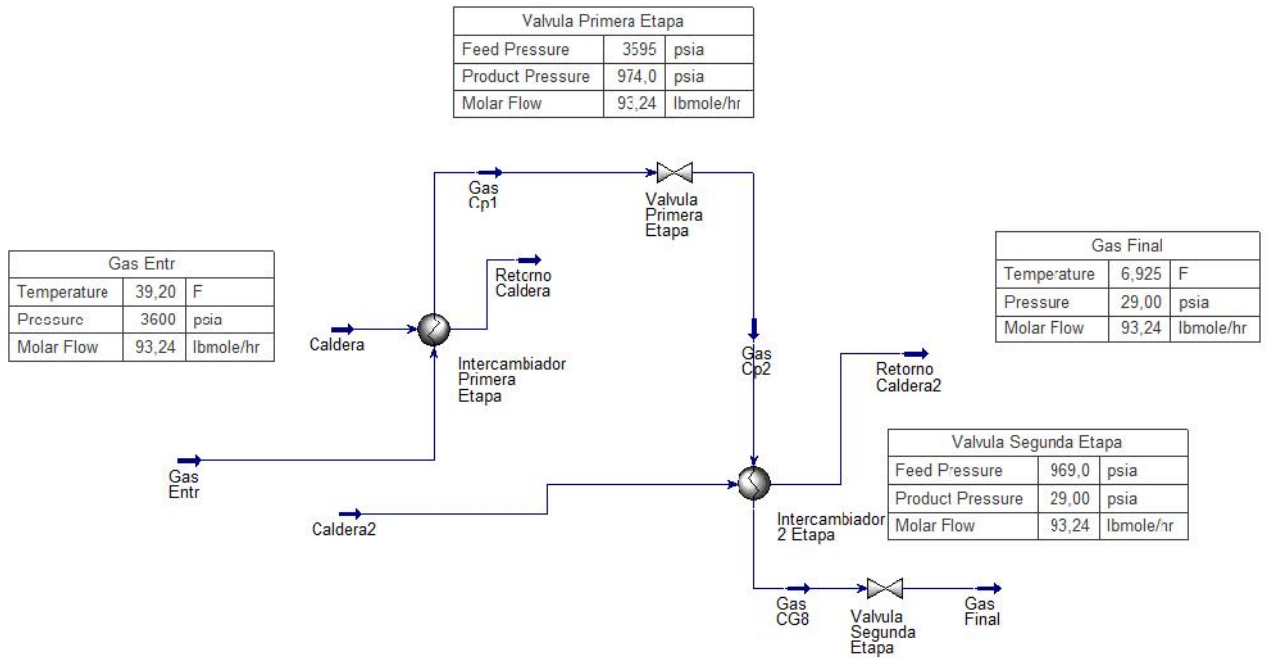 Valvula Primera Etapa
Feed Pressure 3595 psia
Product Pressure 974,0 psia
Molar Flow 93,24 lbmole/hr
Gas
Cp1
Valvula
Primera
Etapa
Gas Entr
Temperature 39,20 F
Pressure 3600 psia
Molar Flow 93,24 lbmole/hr
Retorno
Caldera
Gas Final
Temperature 6,925 F
Pressure 29,00 psia
Molar Flow 93,24 lbmole/hr
Caldera
Intercambiador
Primera
Etapa
Gas
Cp2
Retorno
Caldera2
Gas
Entr
Caldera2
Intercambiador
2 Etapa
Valvula Segunda Etapa
Feed Pressure 969,0 psia
Product Pressure 29,00 psia
Molar Flow 93,24 lbmole/hr
Gas
CG8
Valvula
Segunda
Etapa
Gas
Final